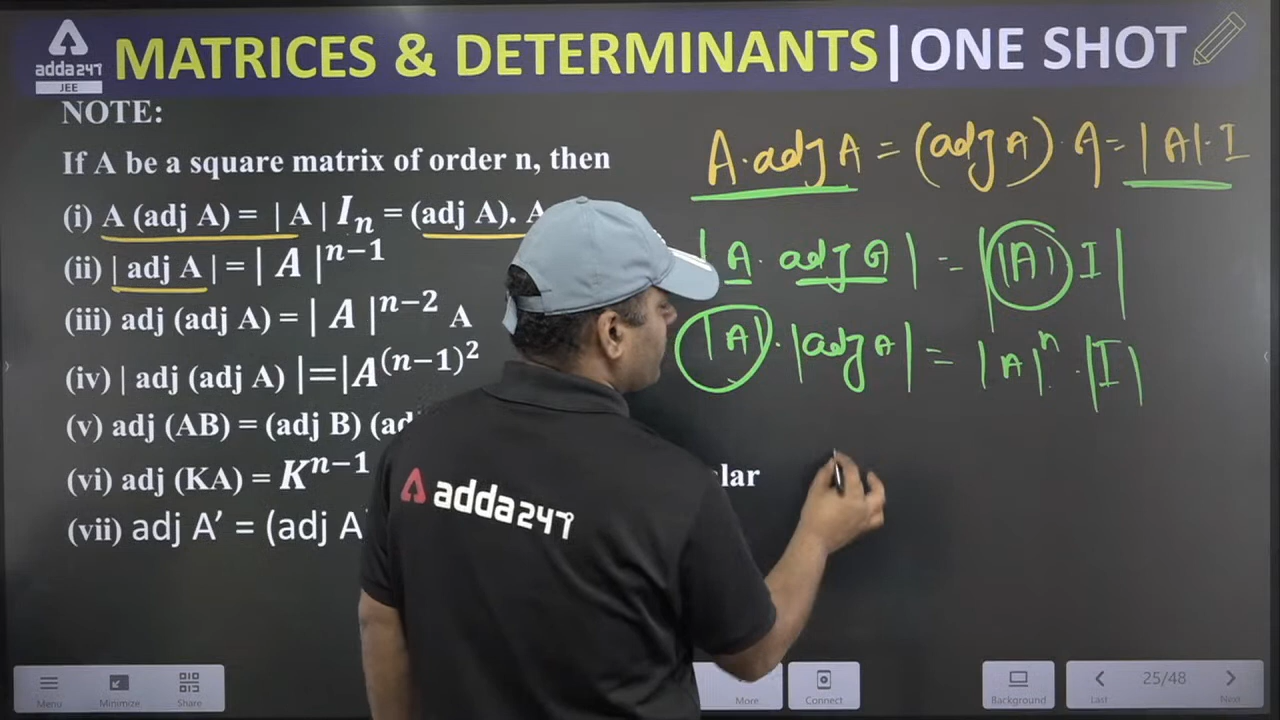 adda247
JEE
MATRICES & DETERMINANTS | ONE SHOT
NOTE:
If A be a square matrix of order n, then
(i) A (adj A) = | A | Iₙ = (adj A). A
(ii) | adj A | = | A |ⁿ⁻¹
(iii) adj (adj A) = | A |ⁿ⁻² A
(iv) | adj (adj A) |=|A⁽ⁿ⁻¹⁾²
(v) adj (AB) = (adj B) (ad
(vi) adj (KA) = Kⁿ⁻¹
lar
(vii) adj A′ = (adj A
A · adj A = (adj A) · A = |A| · I
| A · adj A | = | |A| I |
|A| · |adj A| = |A|ⁿ · |I|
adda247
Menu
Minimize
Share
More
Connect
Background
Last
25/48
Next